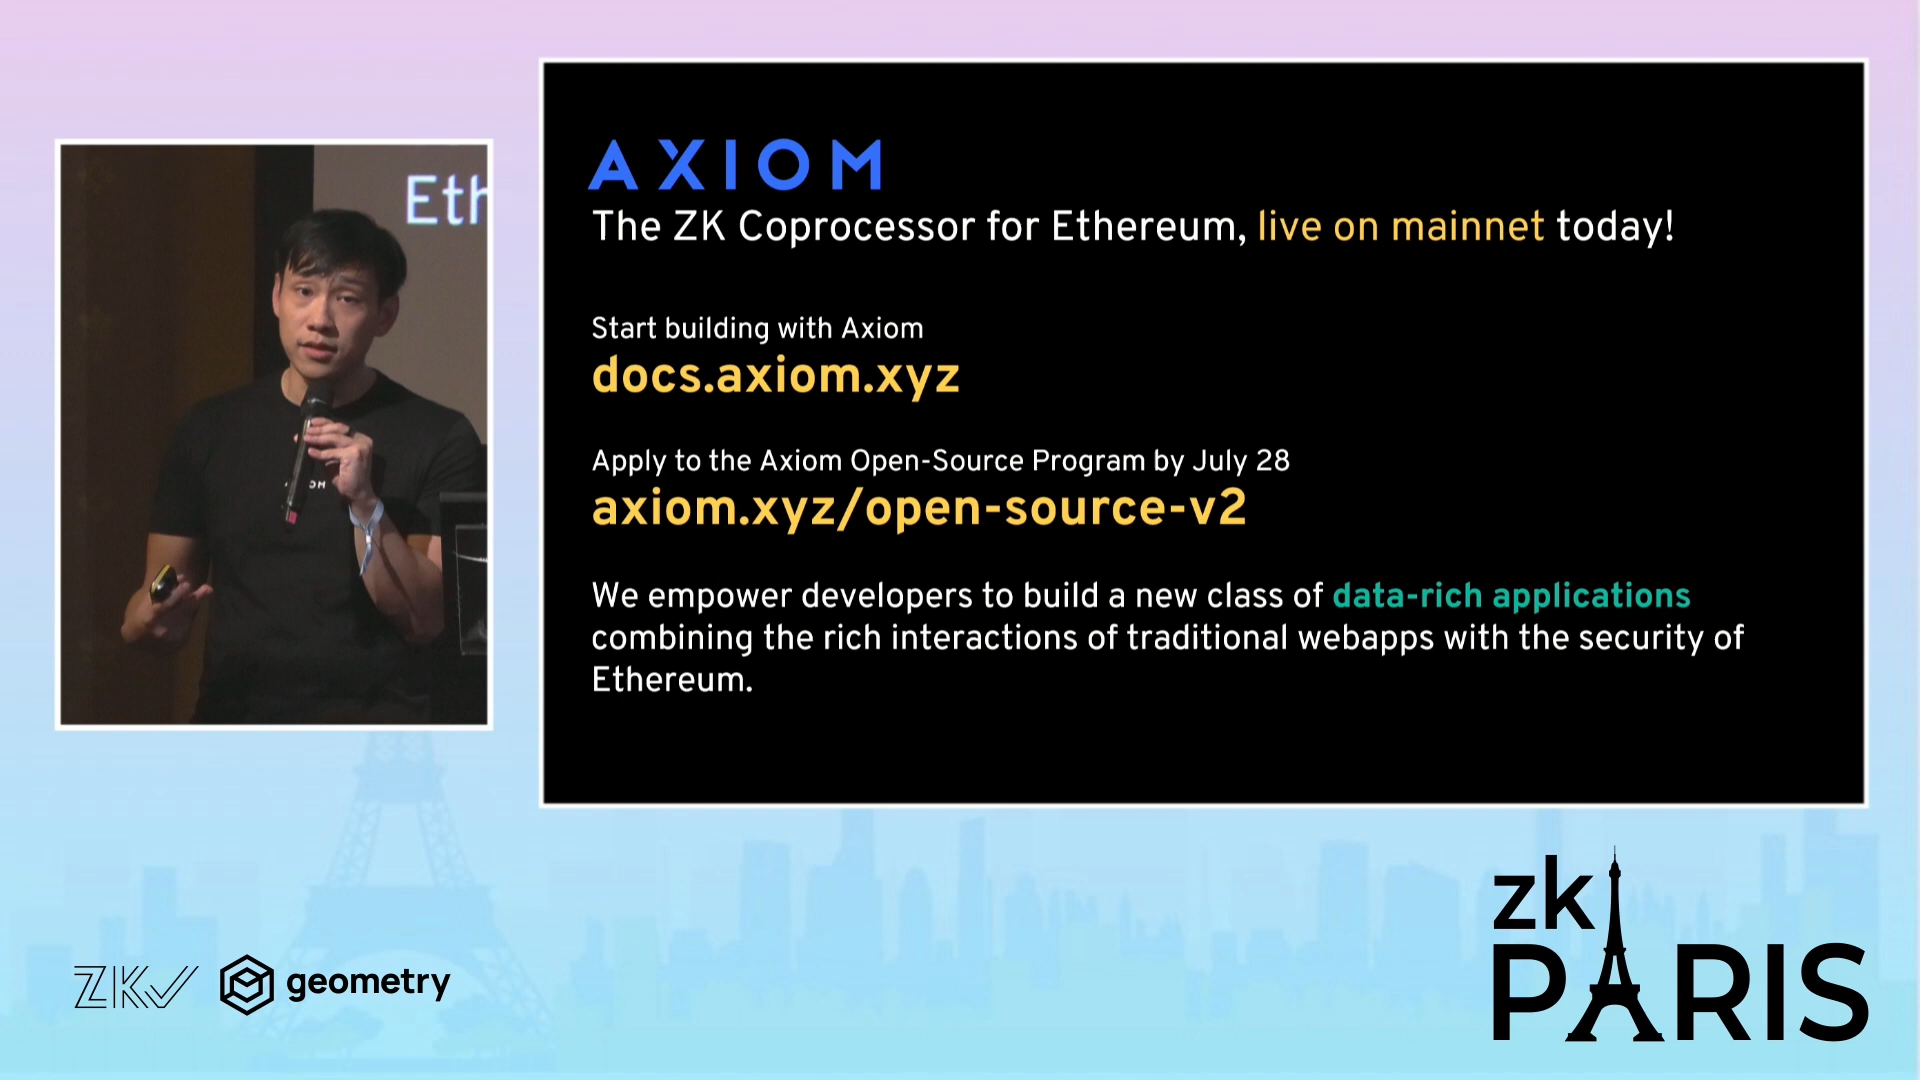 Eth
AXIOM
The ZK Coprocessor for Ethereum, live on mainnet today!
Start building with Axiom
docs.axiom.xyz
Apply to the Axiom Open-Source Program by July 28
axiom.xyz/open-source-v2
We empower developers to build a new class of data-rich applications
combining the rich interactions of traditional webapps with the security of
Ethereum.
ZKV
geometry
zk
PARIS